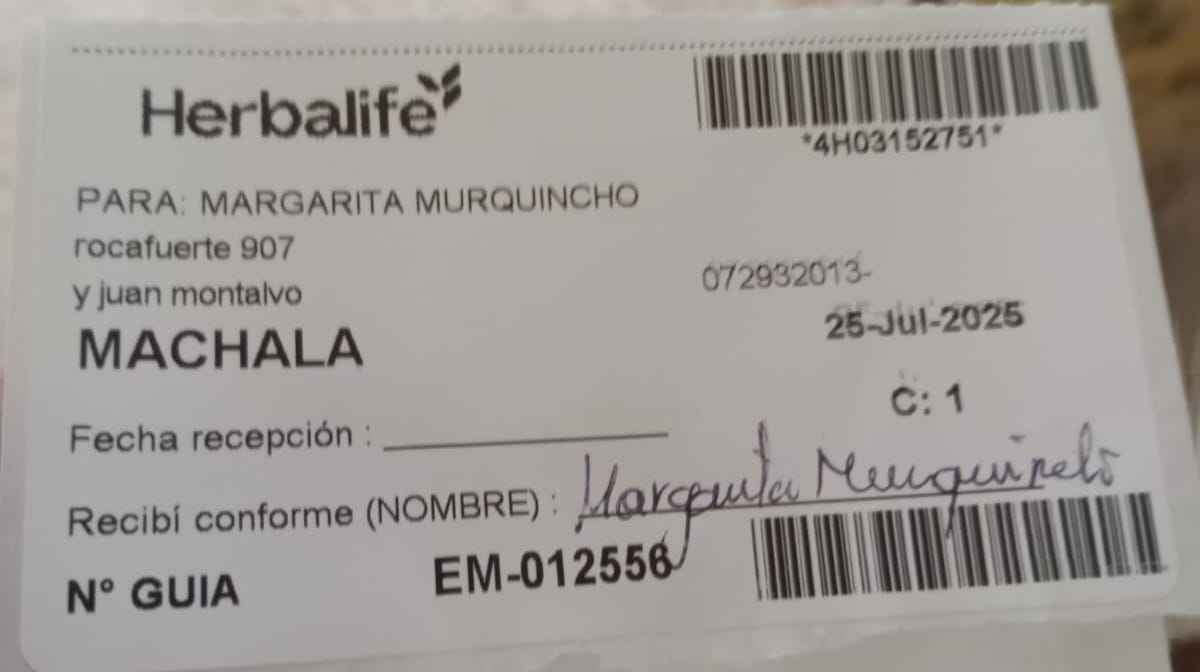 Herbalife
*4H03152751*
PARA: MARGARITA MURQUINCHO
rocafuerte 907
y juan montalvo
072932013-
25-Jul-2025
MACHALA
C: 1
Fecha recepción : ____________
Recibí conforme (NOMBRE) : Margarita Murquincho
N° GUIA EM-012556